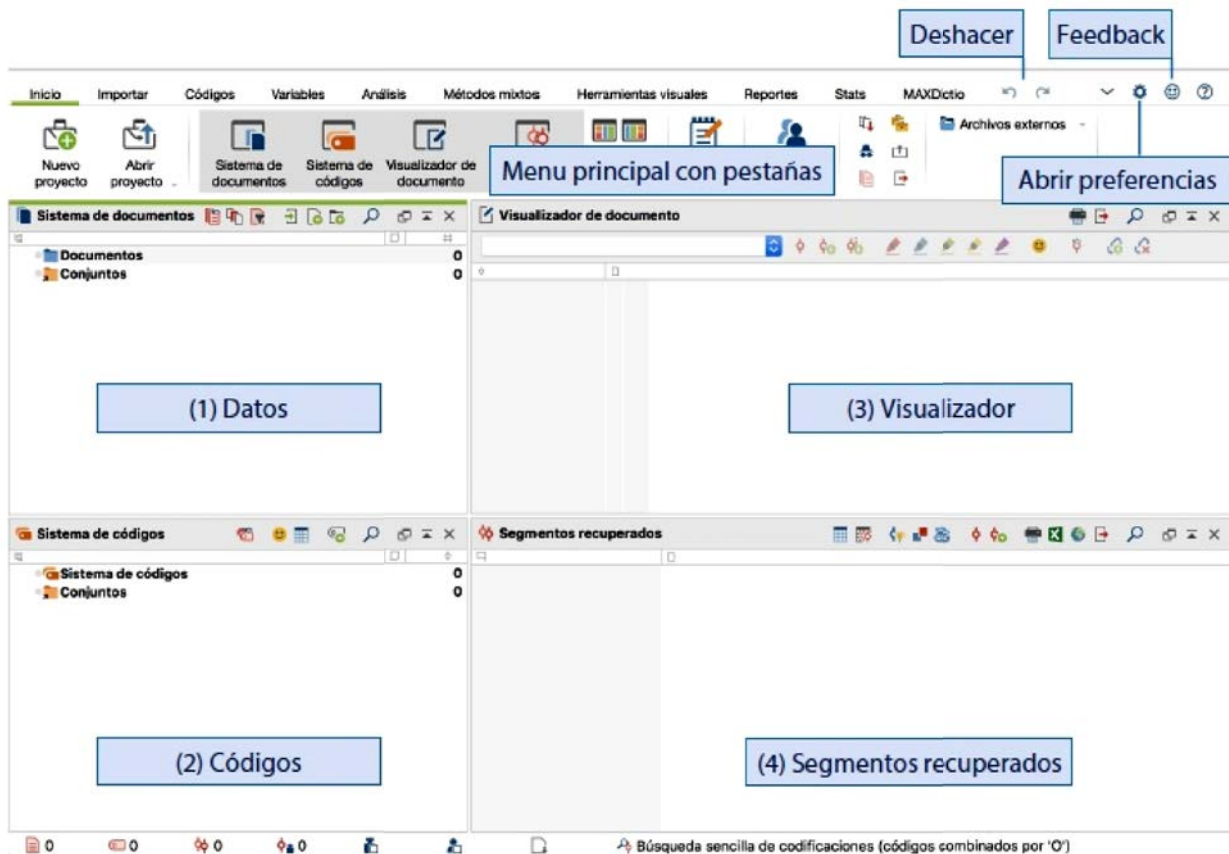 Deshacer
Feedback
Inicio Importar Códigos Variables Análisis Métodos mixtos Herramientas visuales Reportes Stats MAXDictio
Nuevo proyecto
Abrir proyecto
Sistema de documentos
Sistema de códigos
Visualizador de documento
Archivos externos
Menu principal con pestañas
Abrir preferencias
Sistema de documentos
Documentos 0
Conjuntos 0
(1) Datos
Visualizador de documento
(3) Visualizador
Sistema de códigos
Sistema de códigos 0
Conjuntos 0
(2) Códigos
Segmentos recuperados
(4) Segmentos recuperados
0 0 0 0
Búsqueda sencilla de codificaciones (códigos combinados por 'O')